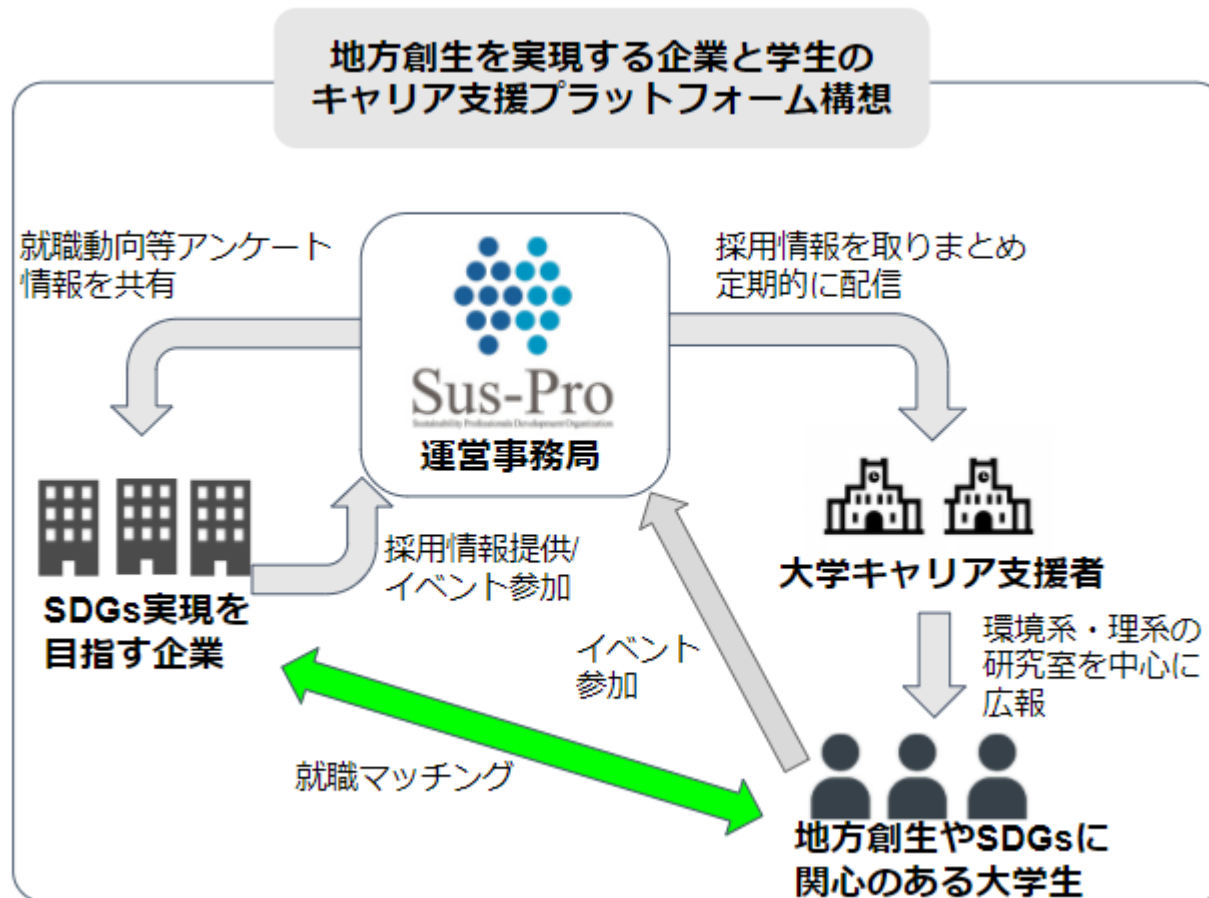 地方創生を実現する企業と学生の
キャリア支援プラットフォーム構想
就職動向等アンケート
情報を共有
採用情報を取りまとめ
定期的に配信
Sus-Pro
Sustainability Professionals Development Organization
運営事務局
採用情報提供/
イベント参加
SDGs実現を
目指す企業
大学キャリア支援者
環境系・理系の
研究室を中心に
広報
イベント
参加
就職マッチング
地方創生やSDGsに
関心のある大学生